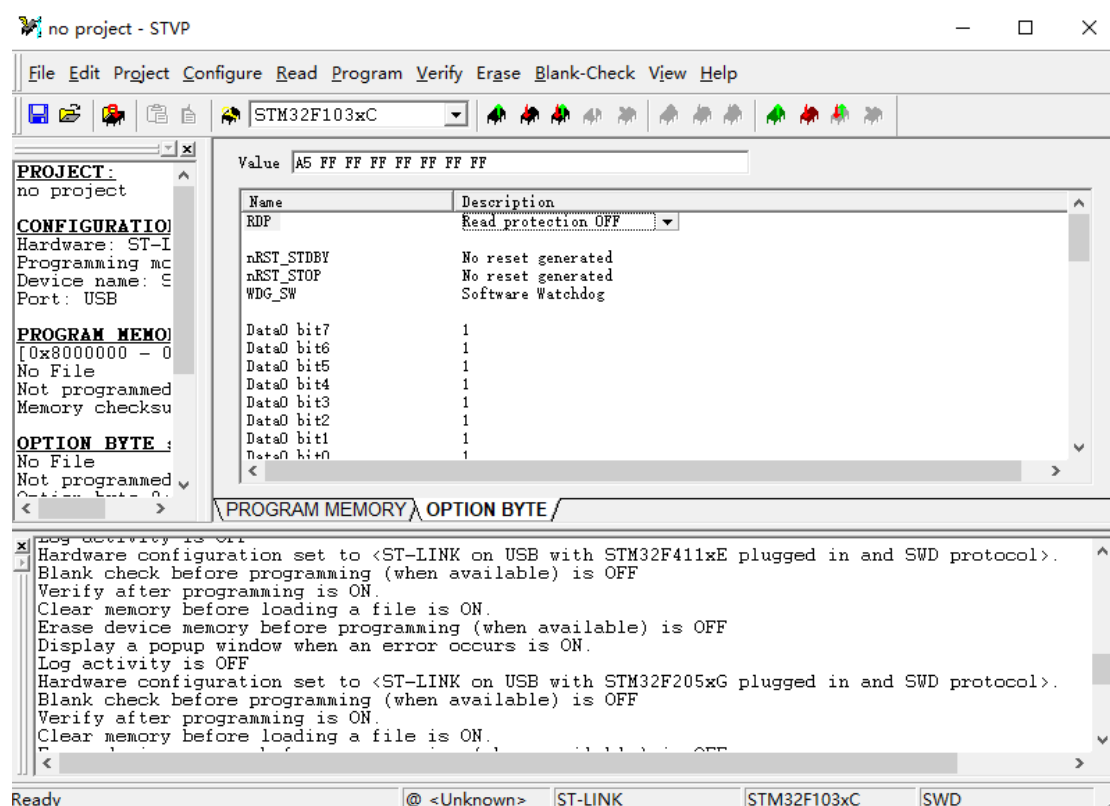 no project - STVP
File Edit Project Configure Read Program Verify Erase Blank-Check View Help
STM32F103xC
PROJECT:
no project
CONFIGURATIO
Hardware: ST-L
Programming mo
Device name: S
Port: USB
PROGRAM MEMO
[0x8000000 - 0
No File
Not programmed
Memory checksu
OPTION BYTE :
No File
Not programmed
Value A5 FF FF FF FF FF FF FF
Name Description
RDP Read protection OFF
nRST_STDBY No reset generated
nRST_STOP No reset generated
WDG_SW Software Watchdog
Data0 bit7 1
Data0 bit6 1
Data0 bit5 1
Data0 bit4 1
Data0 bit3 1
Data0 bit2 1
Data0 bit1 1
Data0 bit0 1
PROGRAM MEMORY OPTION BYTE
Log activity is OFF
Hardware configuration set to <ST-LINK on USB with STM32F411xE plugged in and SWD protocol>.
Blank check before programming (when available) is OFF
Verify after programming is ON.
Clear memory before loading a file is ON.
Erase device memory before programming (when available) is OFF
Display a popup window when an error occurs is ON.
Log activity is OFF
Hardware configuration set to <ST-LINK on USB with STM32F205xG plugged in and SWD protocol>.
Blank check before programming (when available) is OFF
Verify after programming is ON.
Clear memory before loading a file is ON.
Ready @ <Unknown> ST-LINK STM32F103xC SWD